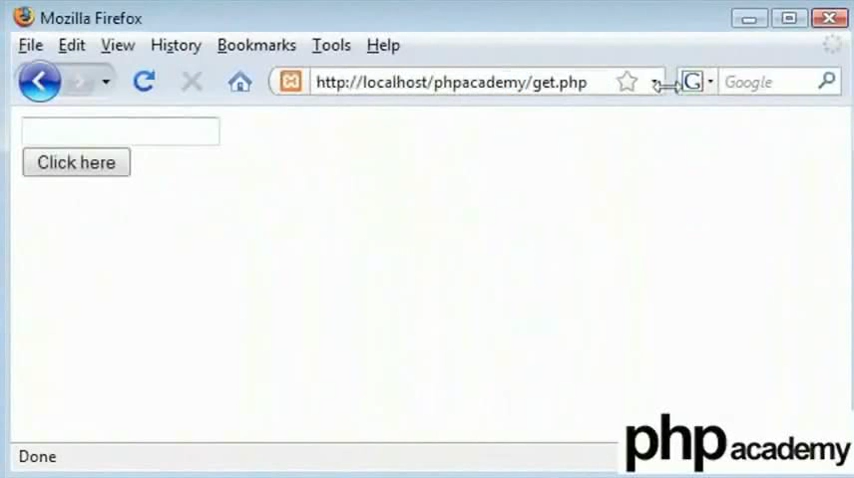 Mozilla Firefox
File Edit View History Bookmarks Tools Help
http://localhost/phpacademy/get.php G Google
Click here
Done
php academy